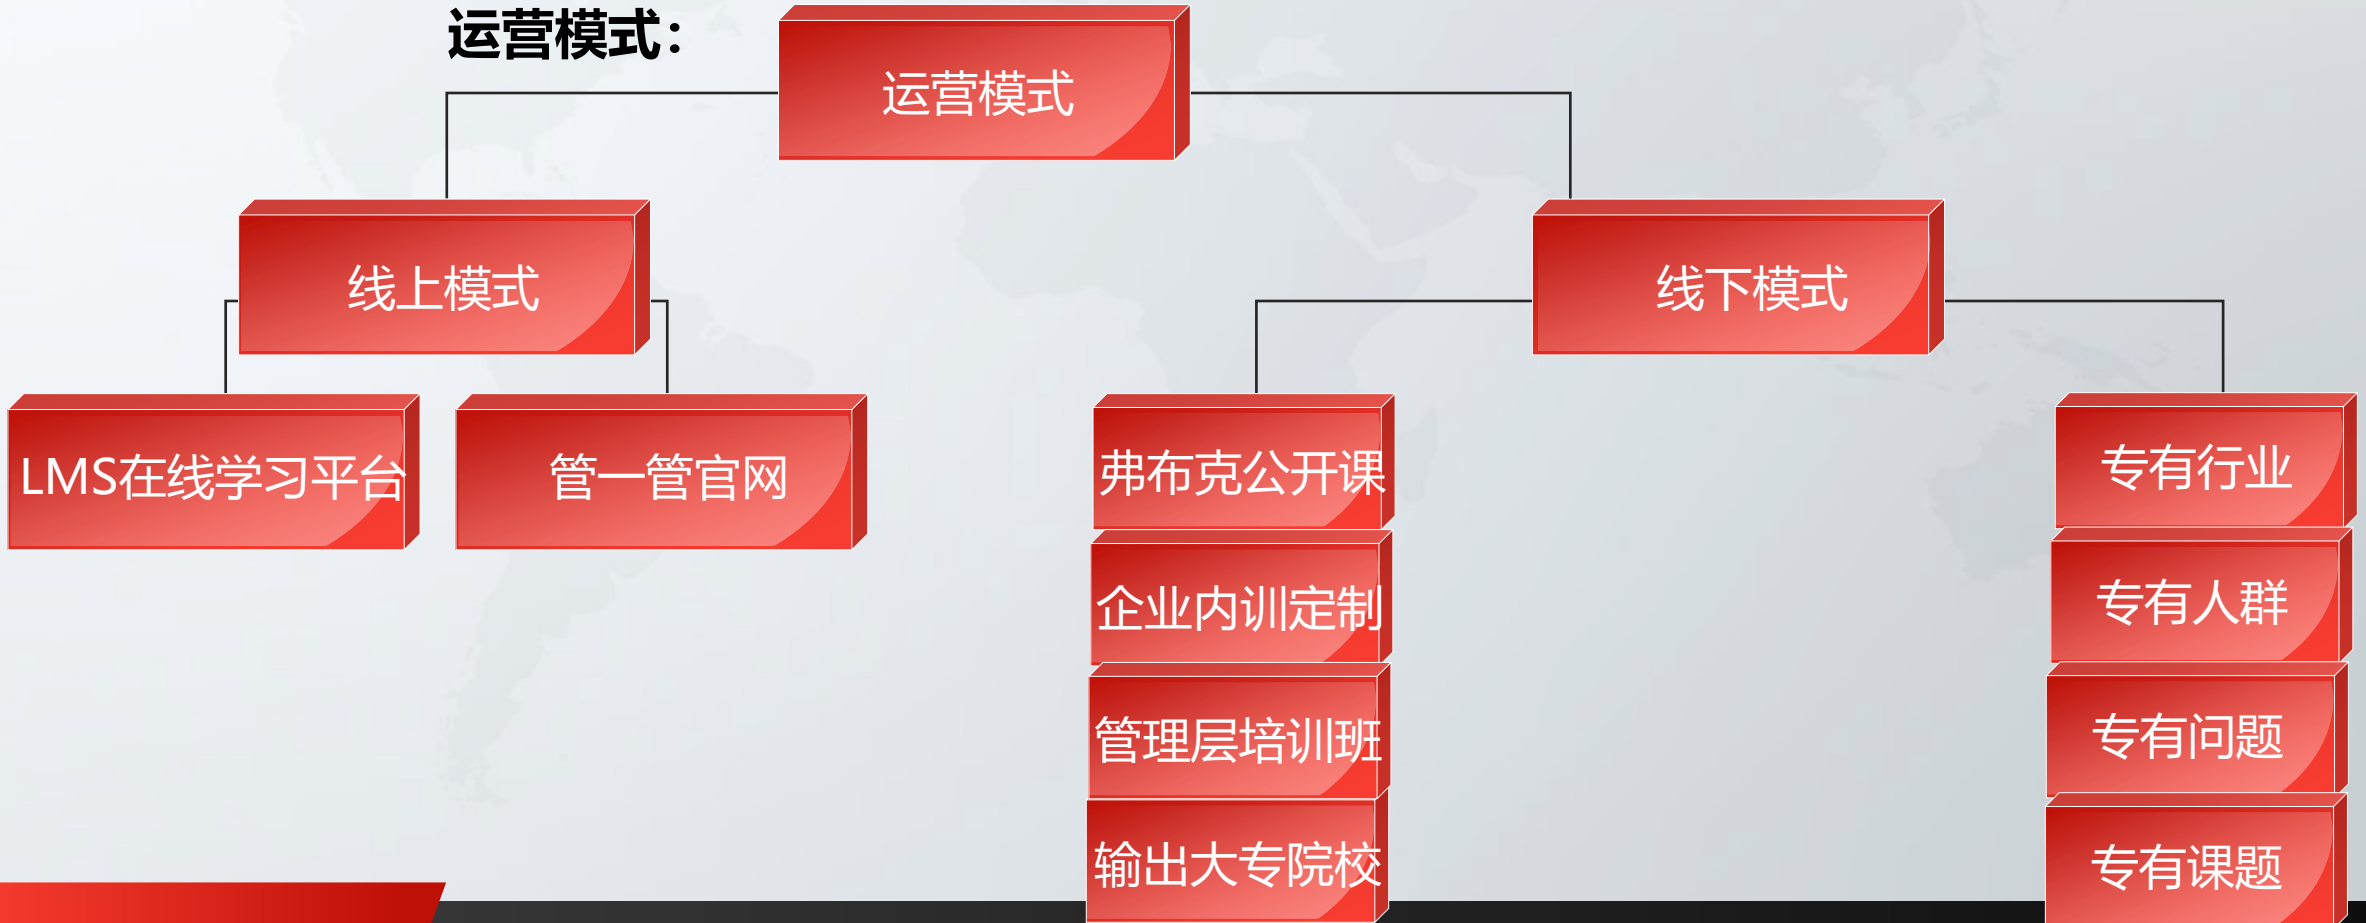 运营模式：
运营模式
线上模式
线下模式
LMS在线学习平台
管一管官网
弗布克公开课
企业内训定制
管理层培训班
输出大专院校
专有行业
专有人群
专有问题
专有课题